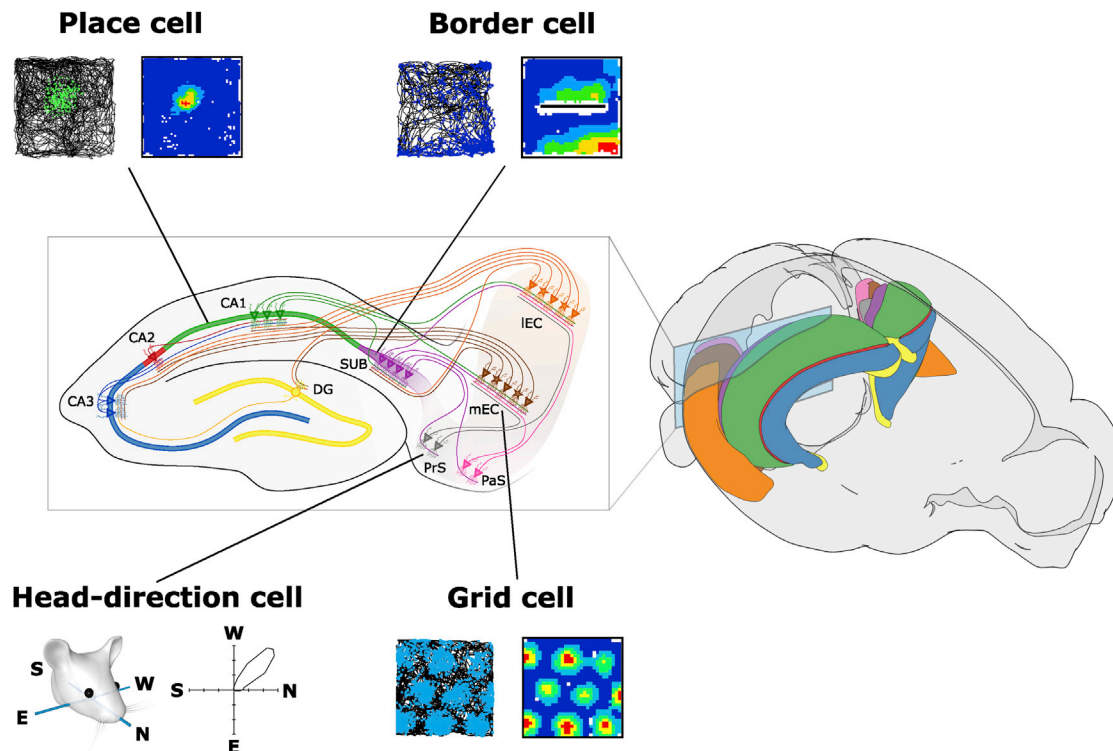 Place cell
Border cell
CA1
CA2
lEC
SUB
DG
CA3
mEC
PrS
PaS
Head-direction cell
Grid cell
W
S
W
S
N
E
N
E